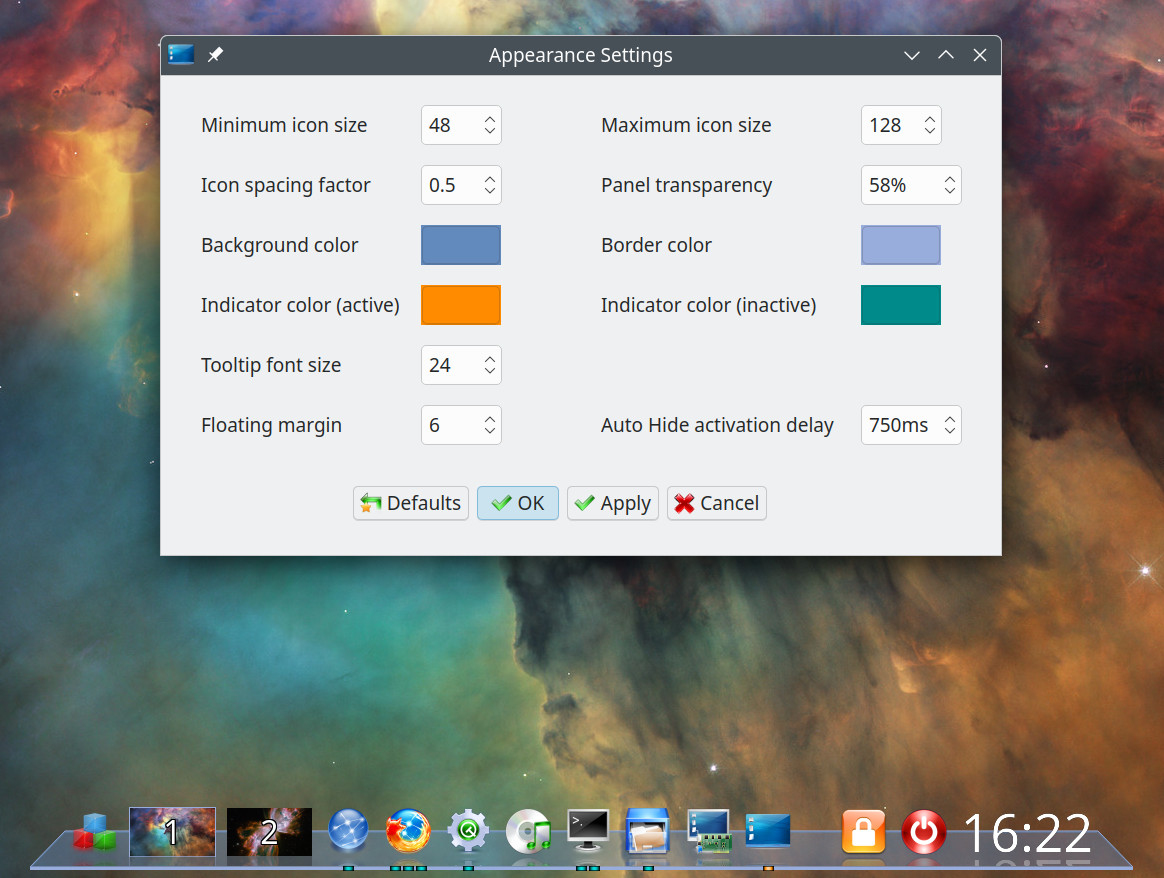 Appearance Settings
Minimum icon size 48 Maximum icon size 128
Icon spacing factor 0.5 Panel transparency 58%
Background color Border color
Indicator color (active) Indicator color (inactive)
Tooltip font size 24
Floating margin 6 Auto Hide activation delay 750ms
Defaults OK Apply Cancel
1 2 >_ 16:22